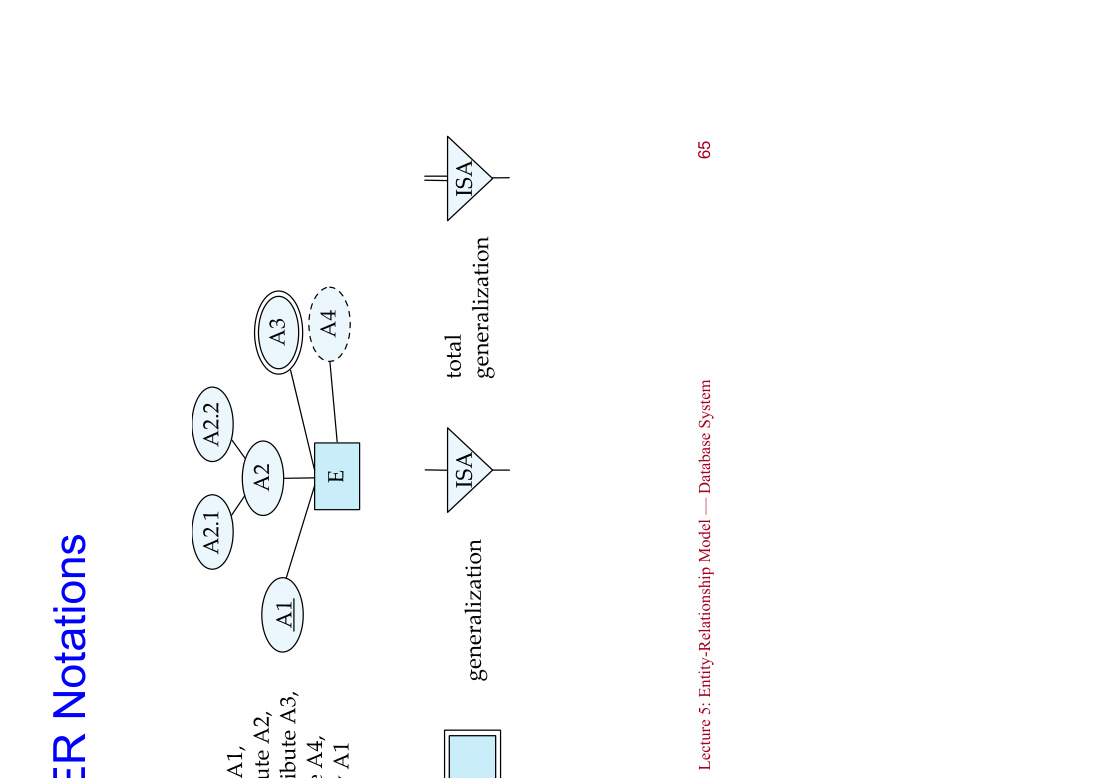 ER Notations
A1,
ute A2,
ibute A3,
e A4,
A1
A1
A2.1
A2
A2.2
A3
A4
E
generalization
ISA
total
generalization
ISA
Lecture 5: Entity-Relationship Model — Database System
65